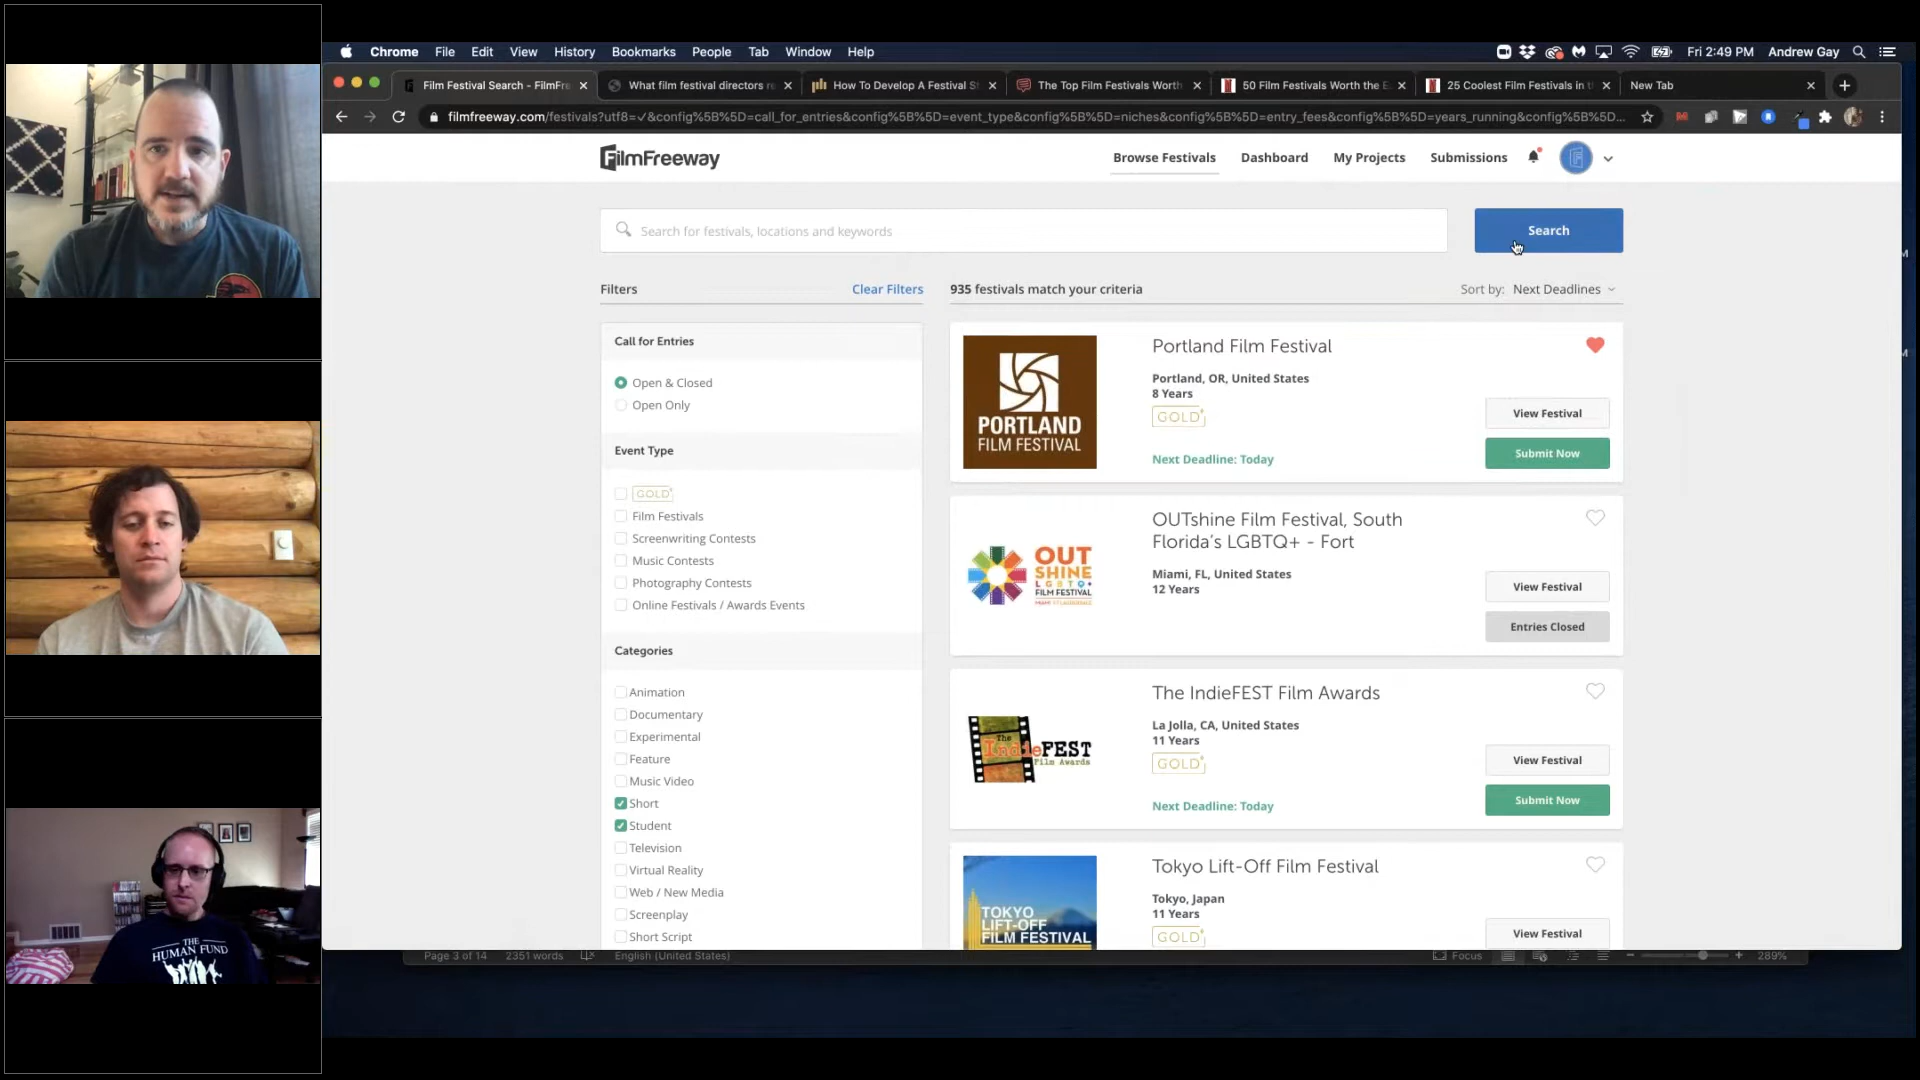 Chrome File Edit View History Bookmarks People Tab Window Help
Fri 2:49 PM Andrew Gay
Film Festival Search - FilmFre
What film festival directors re
How To Develop A Festival St
The Top Film Festivals Worth
50 Film Festivals Worth the E
25 Coolest Film Festivals in t
New Tab
filmfreeway.com/festivals?utf8=✓&config%5B%5D=call_for_entries&config%5B%5D=event_type&config%5B%5D=niches&config%5B%5D=entry_fees&config%5B%5D=years_running&config%5B%5D...
FilmFreeway
Browse Festivals Dashboard My Projects Submissions
Search for festivals, locations and keywords
Search
Filters
Clear Filters
935 festivals match your criteria
Sort by: Next Deadlines
Call for Entries
Open & Closed
Open Only
Event Type
GOLD
Film Festivals
Screenwriting Contests
Music Contests
Photography Contests
Online Festivals / Awards Events
Categories
Animation
Documentary
Experimental
Feature
Music Video
Short
Student
Television
Virtual Reality
Web / New Media
Screenplay
Short Script
PORTLAND
FILM FESTIVAL
Portland Film Festival
Portland, OR, United States
8 Years
GOLD
Next Deadline: Today
View Festival
Submit Now
OUT
SHINE
LGBTQ+
FILM FESTIVAL
OUTshine Film Festival, South
Florida’s LGBTQ+ - Fort
Miami, FL, United States
12 Years
View Festival
Entries Closed
The
IndieFEST
Film Awards
The IndieFEST Film Awards
La Jolla, CA, United States
11 Years
GOLD
Next Deadline: Today
View Festival
Submit Now
TOKYO
LIFT-OFF
FILM FESTIVAL
Tokyo Lift-Off Film Festival
Tokyo, Japan
11 Years
GOLD
View Festival
Page 3 of 14 2351 words English (United States)
Focus
289%
THE
HUMAN FUND